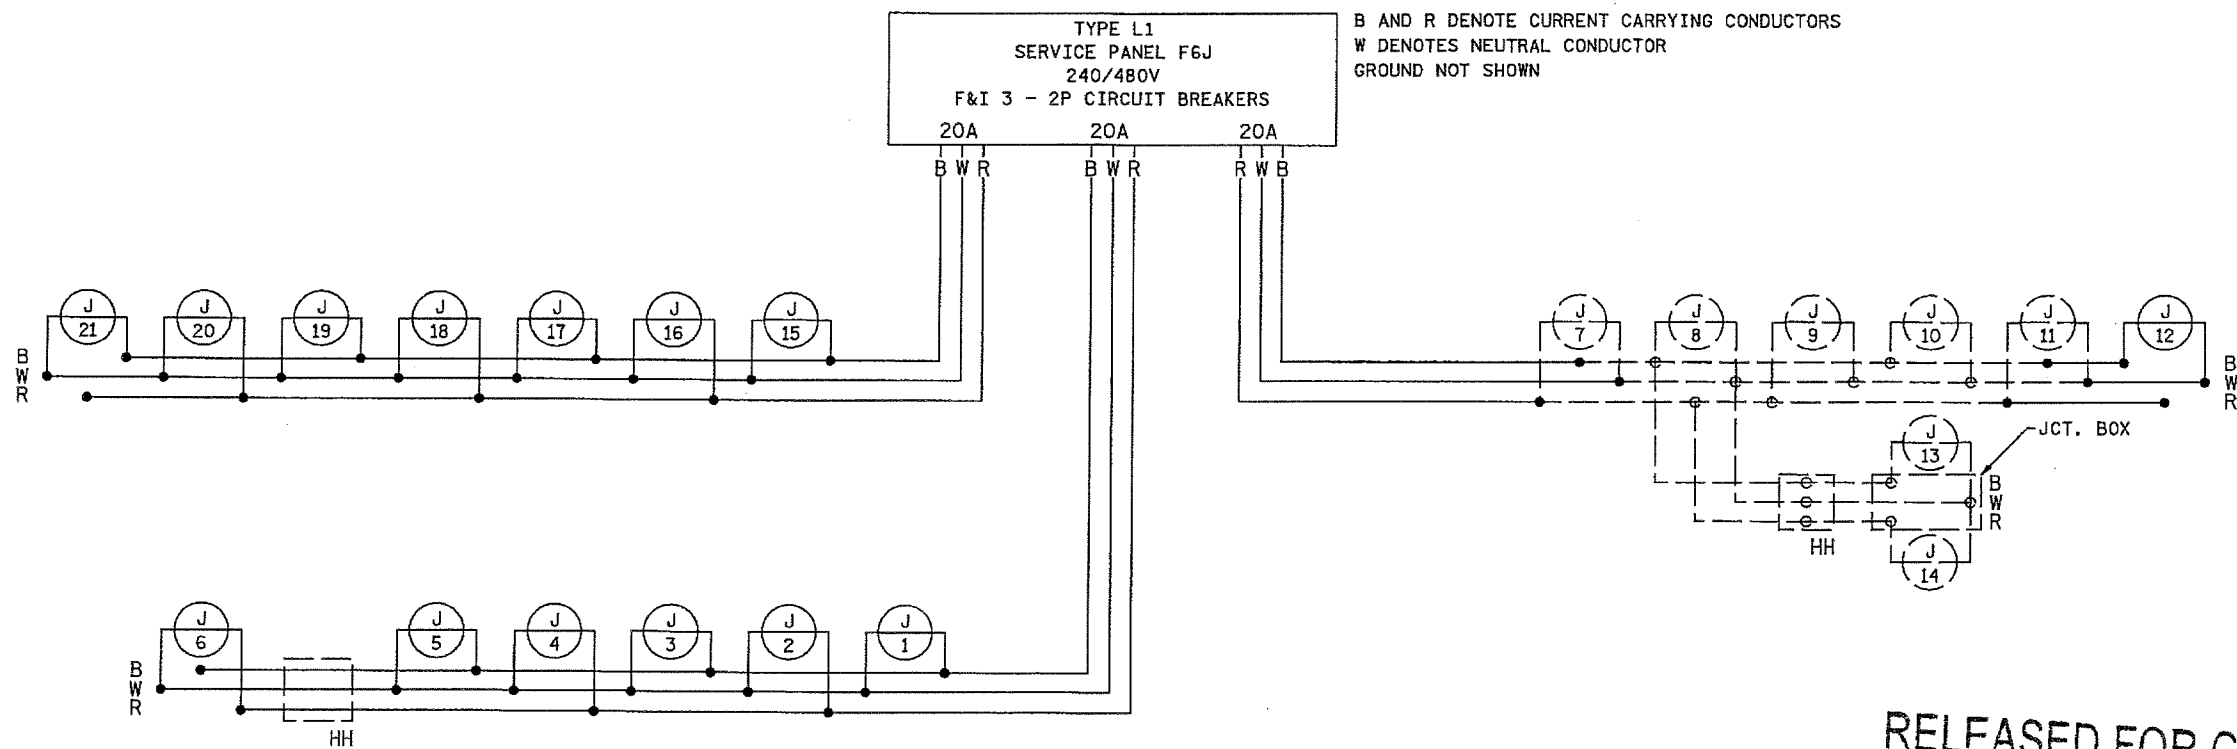 TYPE L1
SERVICE PANEL F6J
240/480V
F&I 3 - 2P CIRCUIT BREAKERS
20A 20A 20A
B AND R DENOTE CURRENT CARRYING CONDUCTORS
W DENOTES NEUTRAL CONDUCTOR
GROUND NOT SHOWN
B W R B W R R W B
J J J J J J J
21 20 19 18 17 16 15
B
W
R
J J J J J J
7 8 9 10 11 12
B
W
R
JCT. BOX
J
13
B
W
R
HH
J
14
J J J J J J
6 5 4 3 2 1
B
W
R
HH
RELEASED FOR C